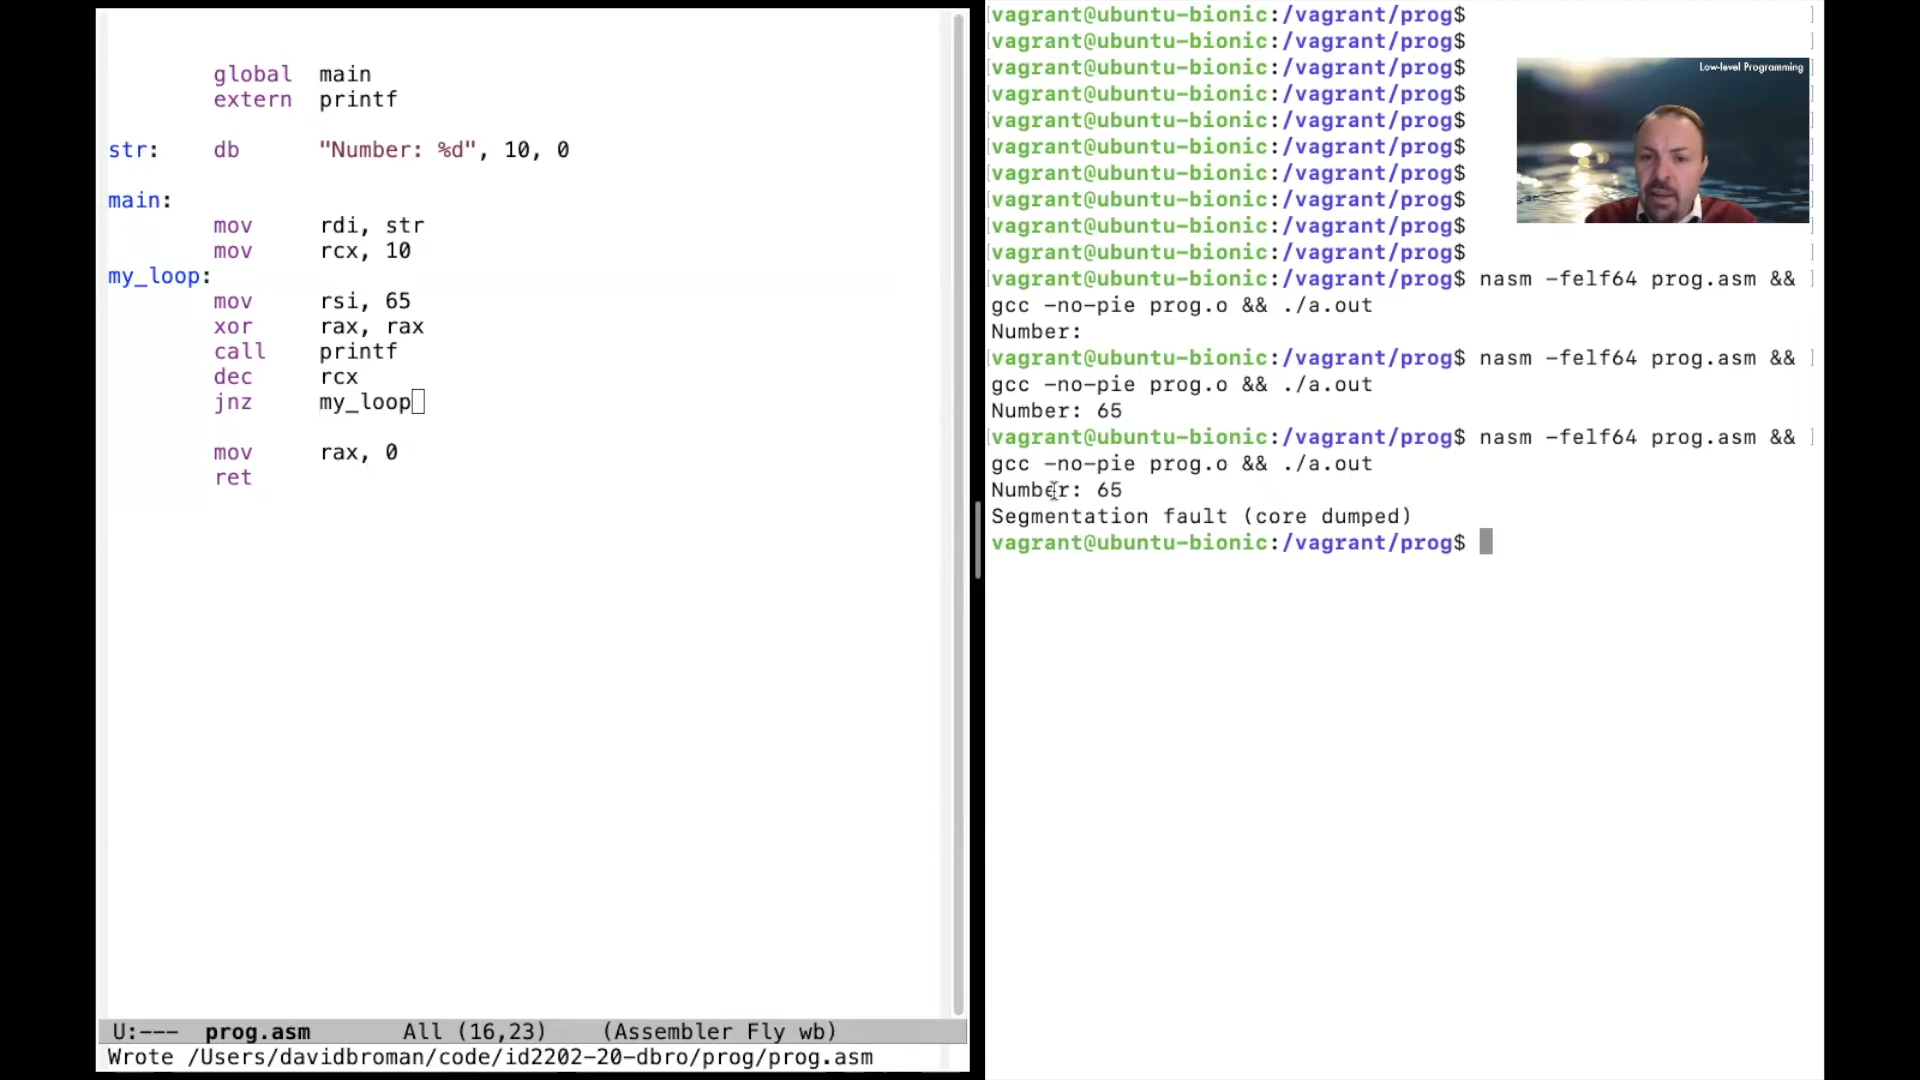 global main
extern printf
str: db "Number: %d", 10, 0
main:
mov rdi, str
mov rcx, 10
my_loop:
mov rsi, 65
xor rax, rax
call printf
dec rcx
jnz my_loop
mov rax, 0
ret
U:--- prog.asm All (16,23) (Assembler Fly wb)
Wrote /Users/davidbroman/code/id2202-20-dbro/prog/prog.asm
[vagrant@ubuntu-bionic:/vagrant/prog$ ]
[vagrant@ubuntu-bionic:/vagrant/prog$ ]
[vagrant@ubuntu-bionic:/vagrant/prog$ ]
[vagrant@ubuntu-bionic:/vagrant/prog$ ]
[vagrant@ubuntu-bionic:/vagrant/prog$ ]
[vagrant@ubuntu-bionic:/vagrant/prog$ ]
[vagrant@ubuntu-bionic:/vagrant/prog$ ]
[vagrant@ubuntu-bionic:/vagrant/prog$ ]
[vagrant@ubuntu-bionic:/vagrant/prog$ ]
[vagrant@ubuntu-bionic:/vagrant/prog$ ]
[vagrant@ubuntu-bionic:/vagrant/prog$ nasm -felf64 prog.asm && ]
gcc -no-pie prog.o && ./a.out
Number:
[vagrant@ubuntu-bionic:/vagrant/prog$ nasm -felf64 prog.asm && ]
gcc -no-pie prog.o && ./a.out
Number: 65
[vagrant@ubuntu-bionic:/vagrant/prog$ nasm -felf64 prog.asm && ]
gcc -no-pie prog.o && ./a.out
Number: 65
Segmentation fault (core dumped)
vagrant@ubuntu-bionic:/vagrant/prog$
Low-level Programming